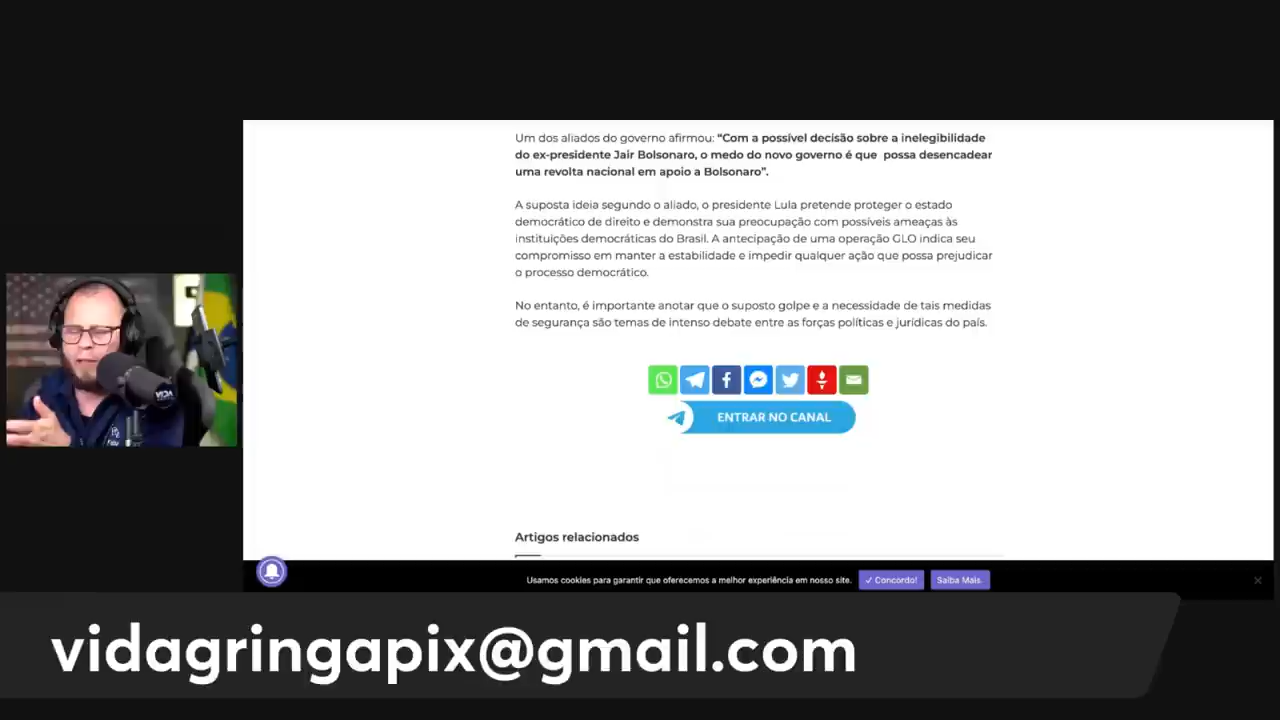 Um dos aliados do governo afirmou: “Com a possível decisão sobre a inelegibilidade
do ex-presidente Jair Bolsonaro, o medo do novo governo é que possa desencadear
uma revolta nacional em apoio a Bolsonaro”.
A suposta ideia segundo o aliado, o presidente Lula pretende proteger o estado
democrático de direito e demonstra sua preocupação com possíveis ameaças às
instituições democráticas do Brasil. A antecipação de uma operação GLO indica seu
compromisso em manter a estabilidade e impedir qualquer ação que possa prejudicar
o processo democrático.
No entanto, é importante anotar que o suposto golpe e a necessidade de tais medidas
de segurança são temas de intenso debate entre as forças políticas e jurídicas do país.
ENTRAR NO CANAL
VIDA
Artigos relacionados
Usamos cookies para garantir que oferecemos a melhor experiência em nosso site.
✓ Concordo!
Saiba Mais.
vidagringapix@gmail.com